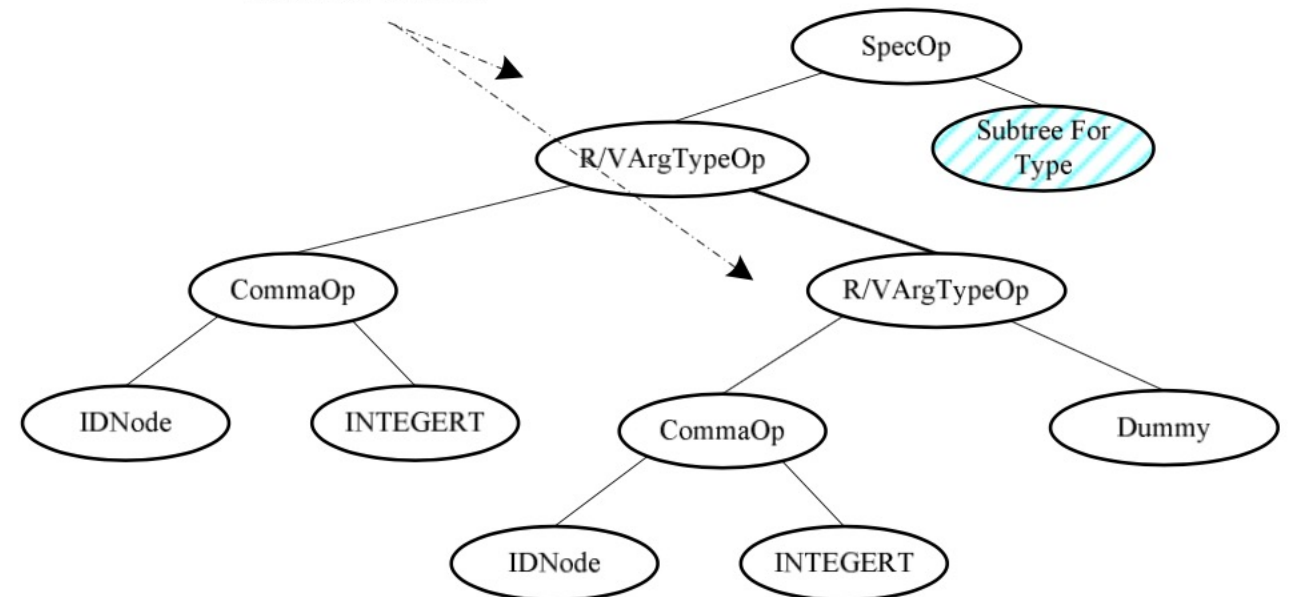 SpecOp
Subtree For
Type
R/VArgTypeOp
CommaOp
R/VArgTypeOp
IDNode
INTEGERT
CommaOp
Dummy
IDNode
INTEGERT